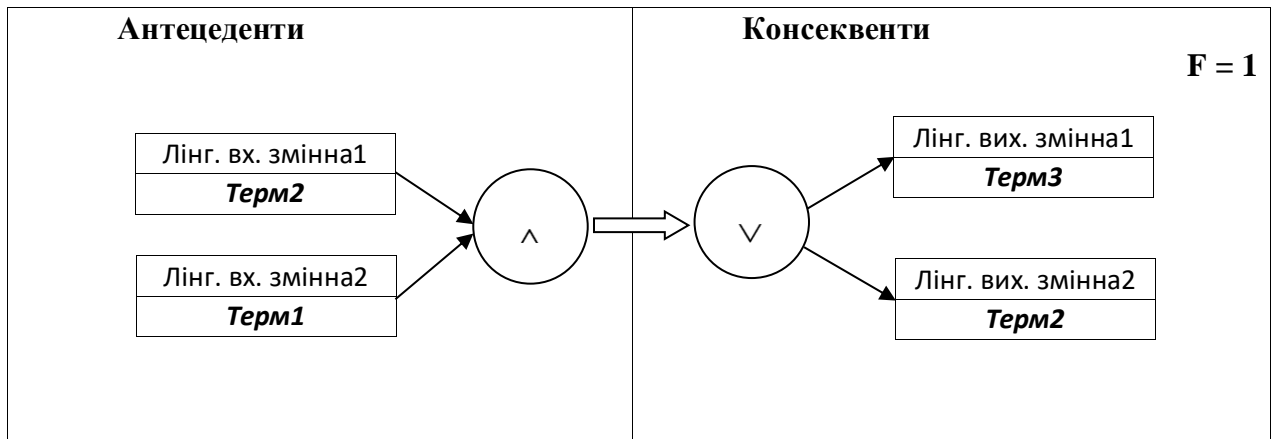 Антецеденти
Консеквенти
F = 1
Лінг. вх. змінна1
Терм2
Лінг. вх. змінна2
Терм1
^
∨
Лінг. вих. змінна1
Терм3
Лінг. вих. змінна2
Терм2